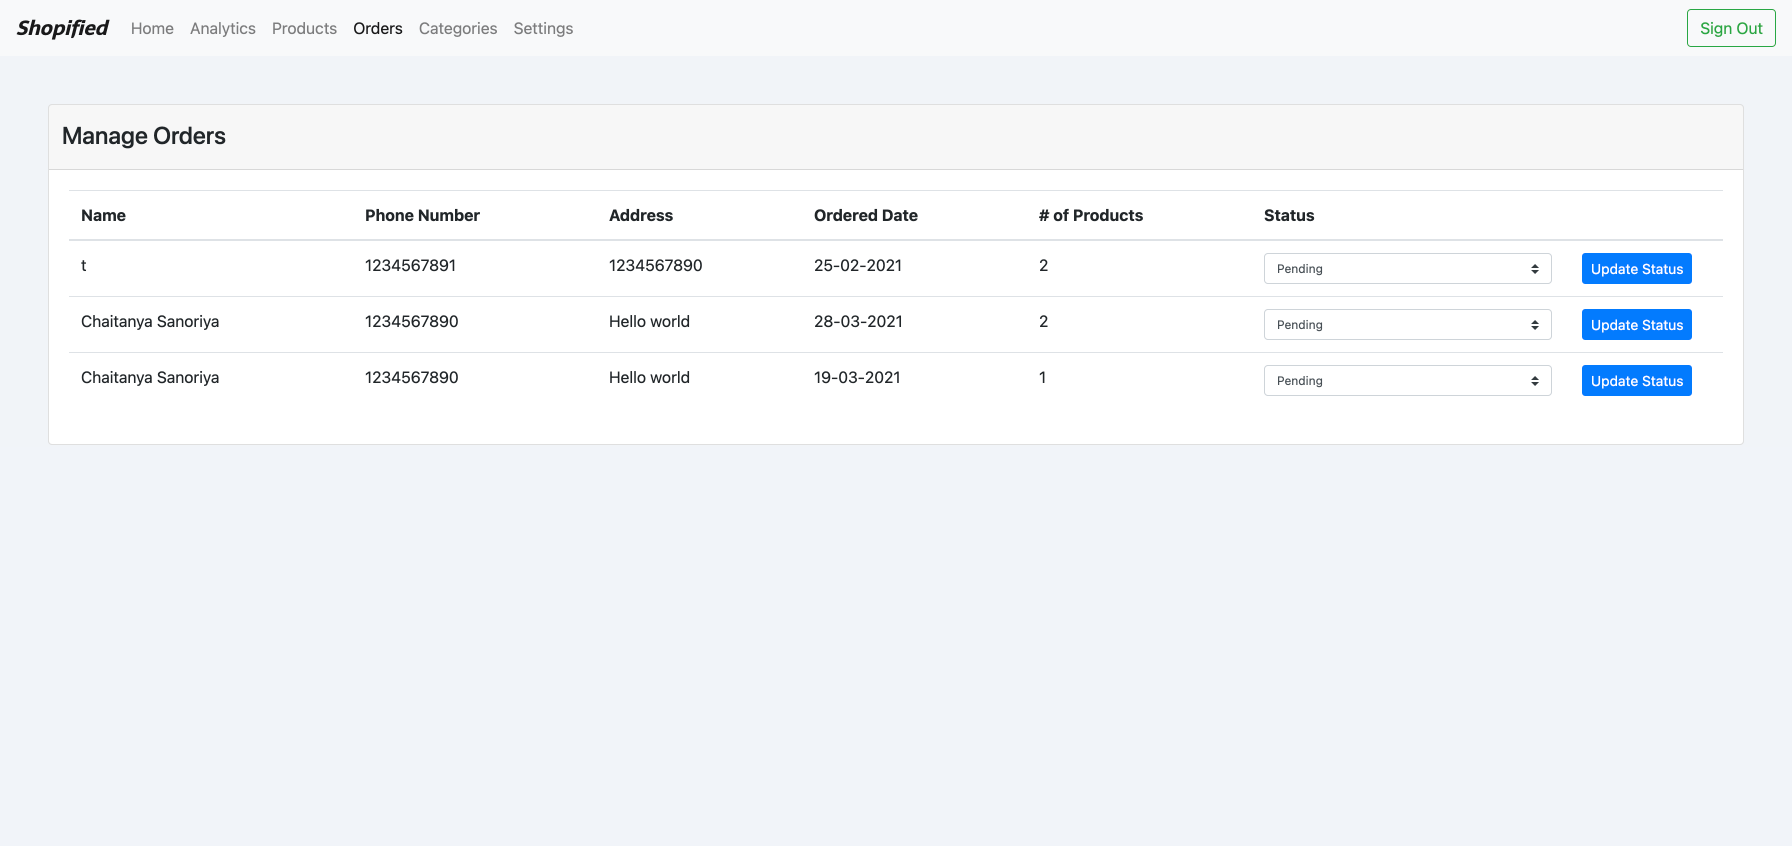 Shopified Home Analytics Products Orders Categories Settings Sign Out
Manage Orders
Name Phone Number Address Ordered Date # of Products Status
t 1234567891 1234567890 25-02-2021 2 Pending Update Status
Chaitanya Sanoriya 1234567890 Hello world 28-03-2021 2 Pending Update Status
Chaitanya Sanoriya 1234567890 Hello world 19-03-2021 1 Pending Update Status